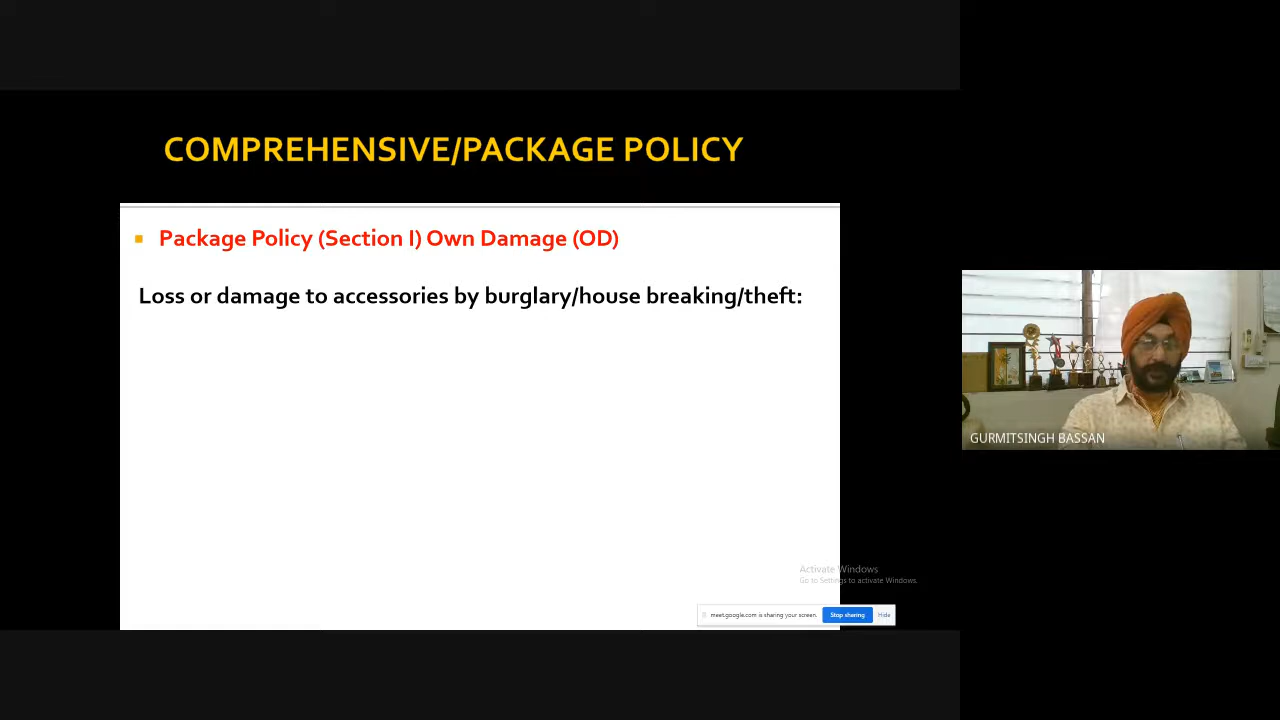 COMPREHENSIVE/PACKAGE POLICY
Package Policy (Section I) Own Damage (OD)
Loss or damage to accessories by burglary/house breaking/theft:
GURMITSINGH BASSAN
Activate Windows
Go to Settings to activate Windows.
meet.google.com is sharing your screen. Stop sharing Hide